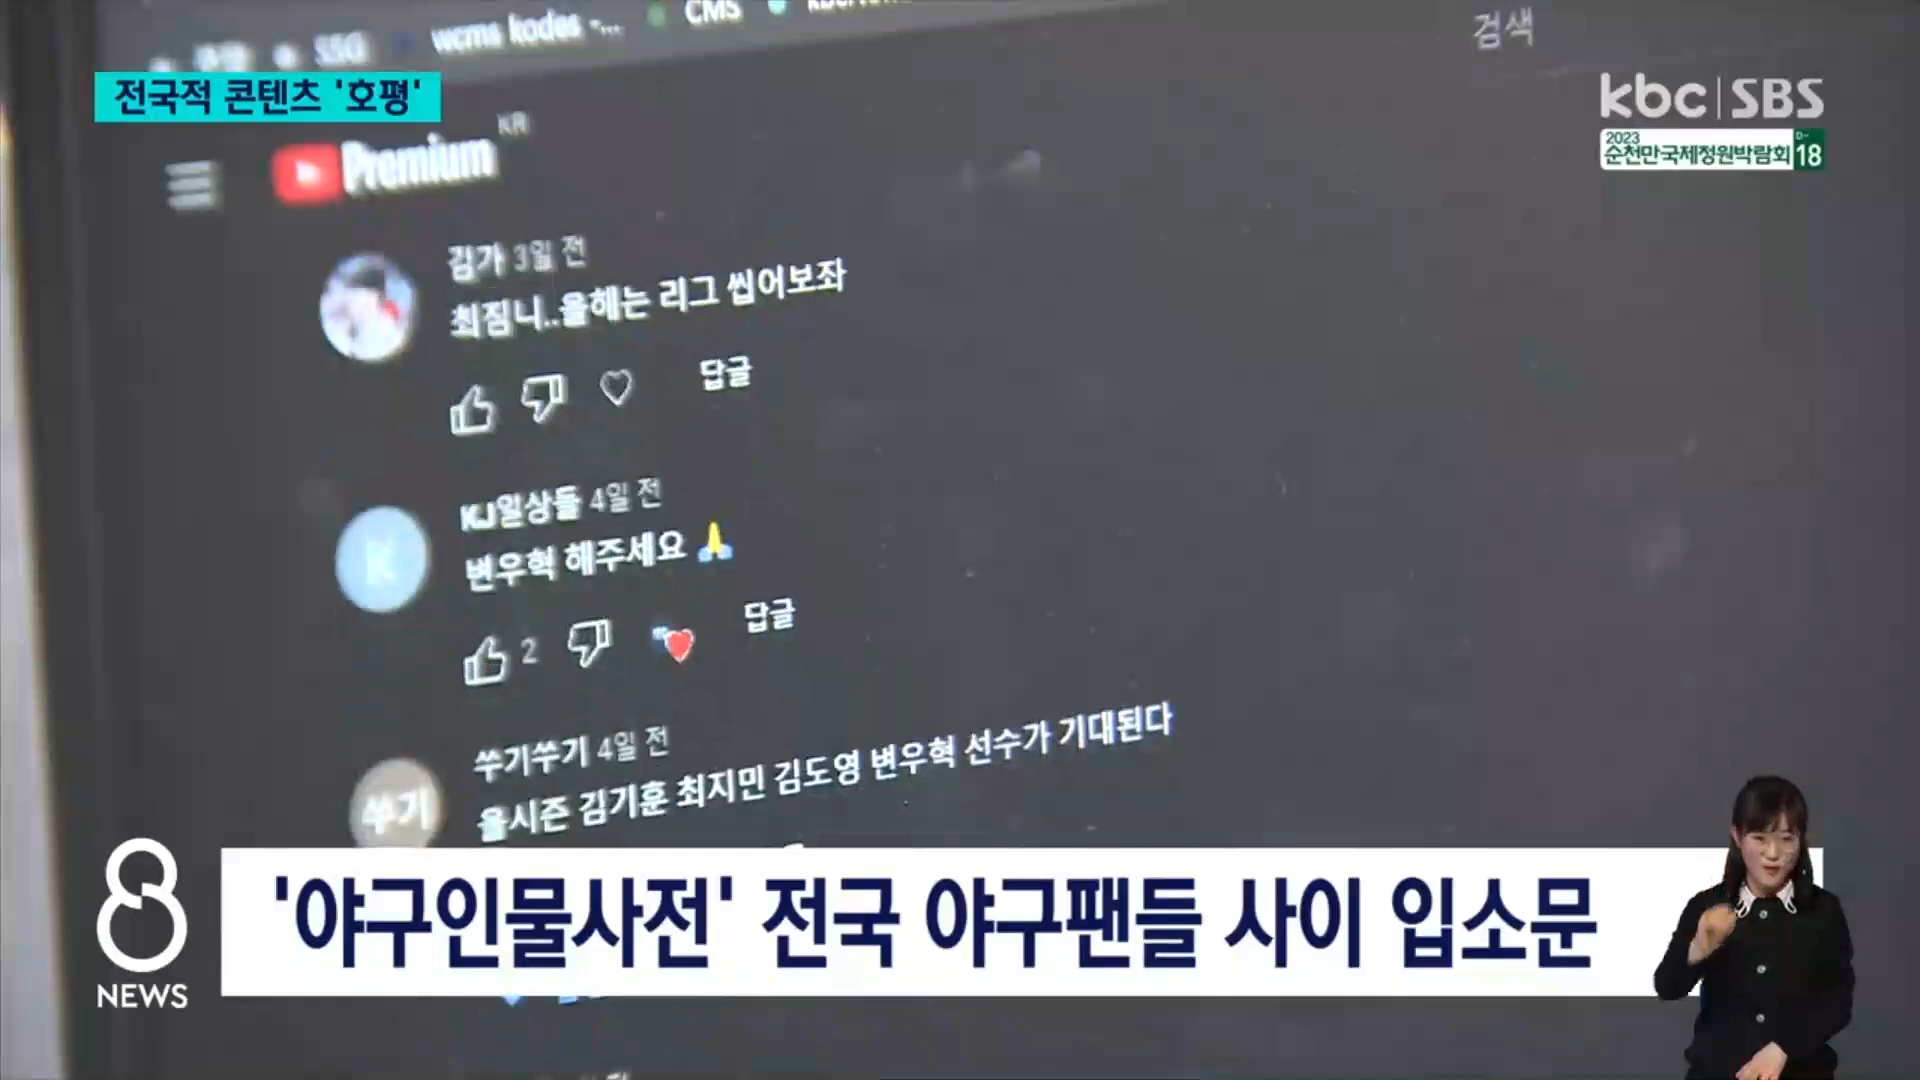 SSG
wcms kodes -...
CMS
검색
전국적 콘텐츠 '호평'
kbc SBS
2023
순천만국제정원박람회
D-
18
Premium KR
김가 3일 전
최짐니..올해는 리그 씹어보좌
답글
K
KJ일상들 4일 전
변우혁 해주세요 🙏
2
답글
쑤기
쑤기쑤기 4일 전
올시즌 김기훈 최지민 김도영 변우혁 선수가 기대된다
8
NEWS
'야구인물사전' 전국 야구팬들 사이 입소문